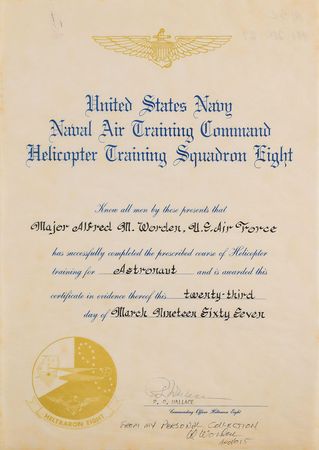 United States Navy
Naval Air Training Command
Helicopter Training Squadron Eight
Know all men by these presents that
Major Alfred M. Worden, U.S. Air Force
has successfully completed the prescribed course of Helicopter
training for Astronaut and is awarded this
certificate in evidence thereof this twenty-third
day of March Nineteen Sixty Seven
HELTRARON EIGHT
Commanding Officer Heltraron Eight
FROM MY PERSONAL COLLECTION
Al Worden